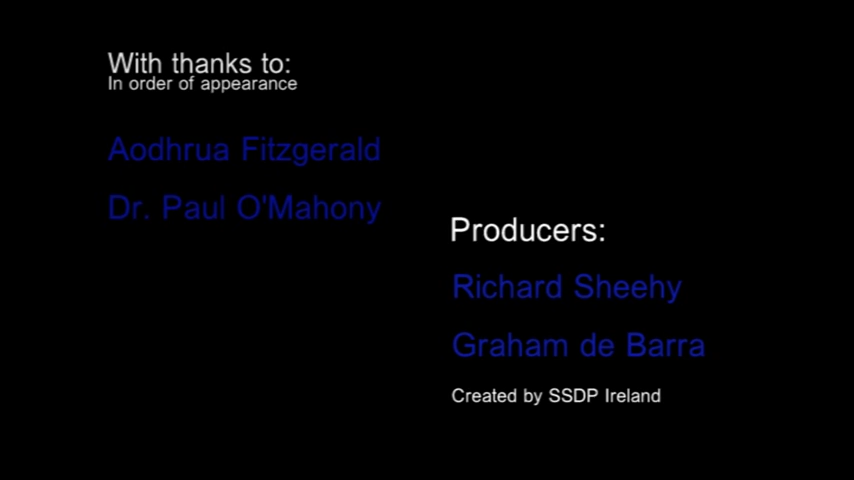 With thanks to:
In order of appearance
Aodhrua Fitzgerald
Dr. Paul O'Mahony
Producers:
Richard Sheehy
Graham de Barra
Created by SSDP Ireland